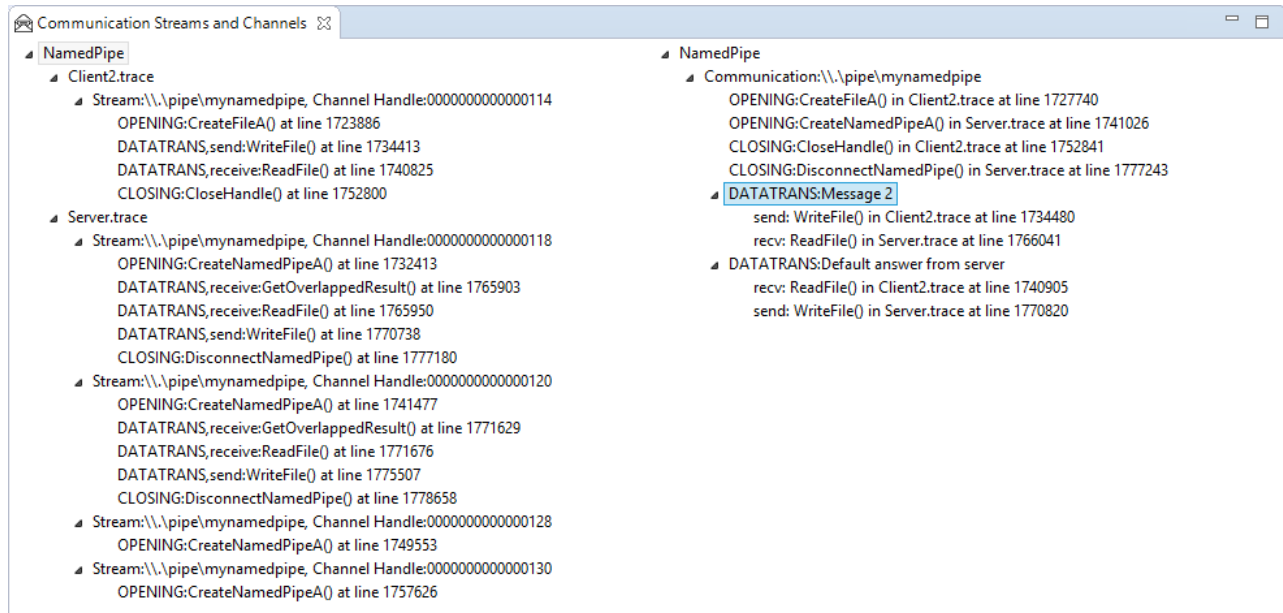 Communication Streams and Channels
NamedPipe
Client2.trace
Stream:\\.\pipe\mynamedpipe, Channel Handle:0000000000000114
OPENING:CreateFileA() at line 1723886
DATATRANS,send:WriteFile() at line 1734413
DATATRANS,receive:ReadFile() at line 1740825
CLOSING:CloseHandle() at line 1752800
Server.trace
Stream:\\.\pipe\mynamedpipe, Channel Handle:0000000000000118
OPENING:CreateNamedPipeA() at line 1732413
DATATRANS,receive:GetOverlappedResult() at line 1765903
DATATRANS,receive:ReadFile() at line 1765950
DATATRANS,send:WriteFile() at line 1770738
CLOSING:DisconnectNamedPipe() at line 1777180
Stream:\\.\pipe\mynamedpipe, Channel Handle:0000000000000120
OPENING:CreateNamedPipeA() at line 1741477
DATATRANS,receive:GetOverlappedResult() at line 1771629
DATATRANS,receive:ReadFile() at line 1771676
DATATRANS,send:WriteFile() at line 1775507
CLOSING:DisconnectNamedPipe() at line 1778658
Stream:\\.\pipe\mynamedpipe, Channel Handle:0000000000000128
OPENING:CreateNamedPipeA() at line 1749553
Stream:\\.\pipe\mynamedpipe, Channel Handle:0000000000000130
OPENING:CreateNamedPipeA() at line 1757626
NamedPipe
Communication:\\.\pipe\mynamedpipe
OPENING:CreateFileA() in Client2.trace at line 1727740
OPENING:CreateNamedPipeA() in Server.trace at line 1741026
CLOSING:CloseHandle() in Client2.trace at line 1752841
CLOSING:DisconnectNamedPipe() in Server.trace at line 1777243
DATATRANS:Message 2
send: WriteFile() in Client2.trace at line 1734480
recv: ReadFile() in Server.trace at line 1766041
DATATRANS:Default answer from server
recv: ReadFile() in Client2.trace at line 1740905
send: WriteFile() in Server.trace at line 1770820